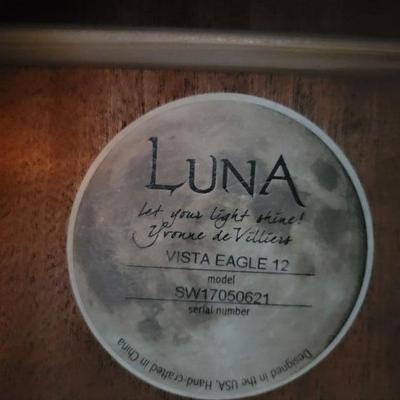 LUNA
Let your light shine!
Yvonne de Villiers
VISTA EAGLE 12
model
SW17050621
serial number
Designed in the USA, Hand-crafted in China